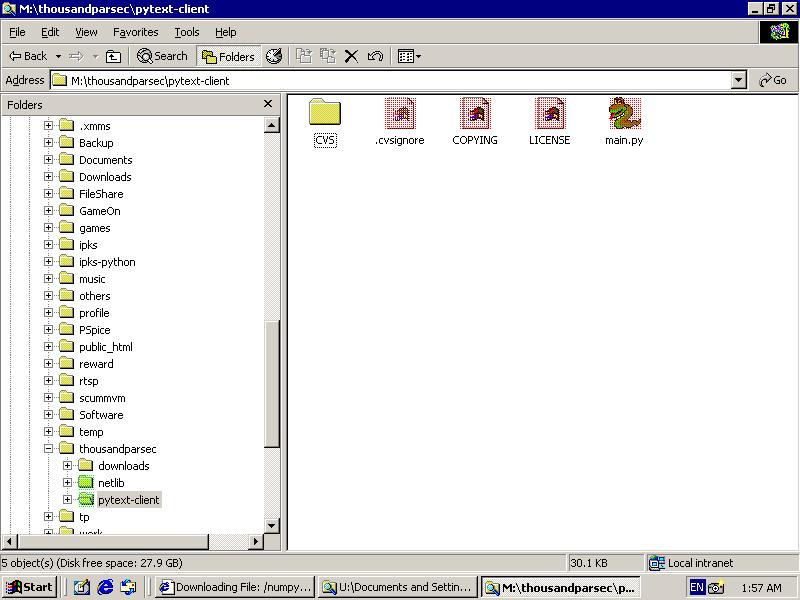 M:\thousandparsec\pytext-client
File Edit View Favorites Tools Help
Back Search Folders
Address M:\thousandparsec\pytext-client Go
Folders
.xmms
Backup
Documents
Downloads
FileShare
GameOn
games
ipks
ipks-python
music
others
profile
PSpice
public_html
reward
rtsp
scummvm
Software
temp
thousandparsec
downloads
netlib
pytext-client
tp
work
CVS .cvsignore COPYING LICENSE main.py
5 object(s) (Disk free space: 27.9 GB) 30.1 KB Local intranet
Start Downloading File: /numpy... U:\Documents and Settin... M:\thousandparsec\p... EN 1:57 AM